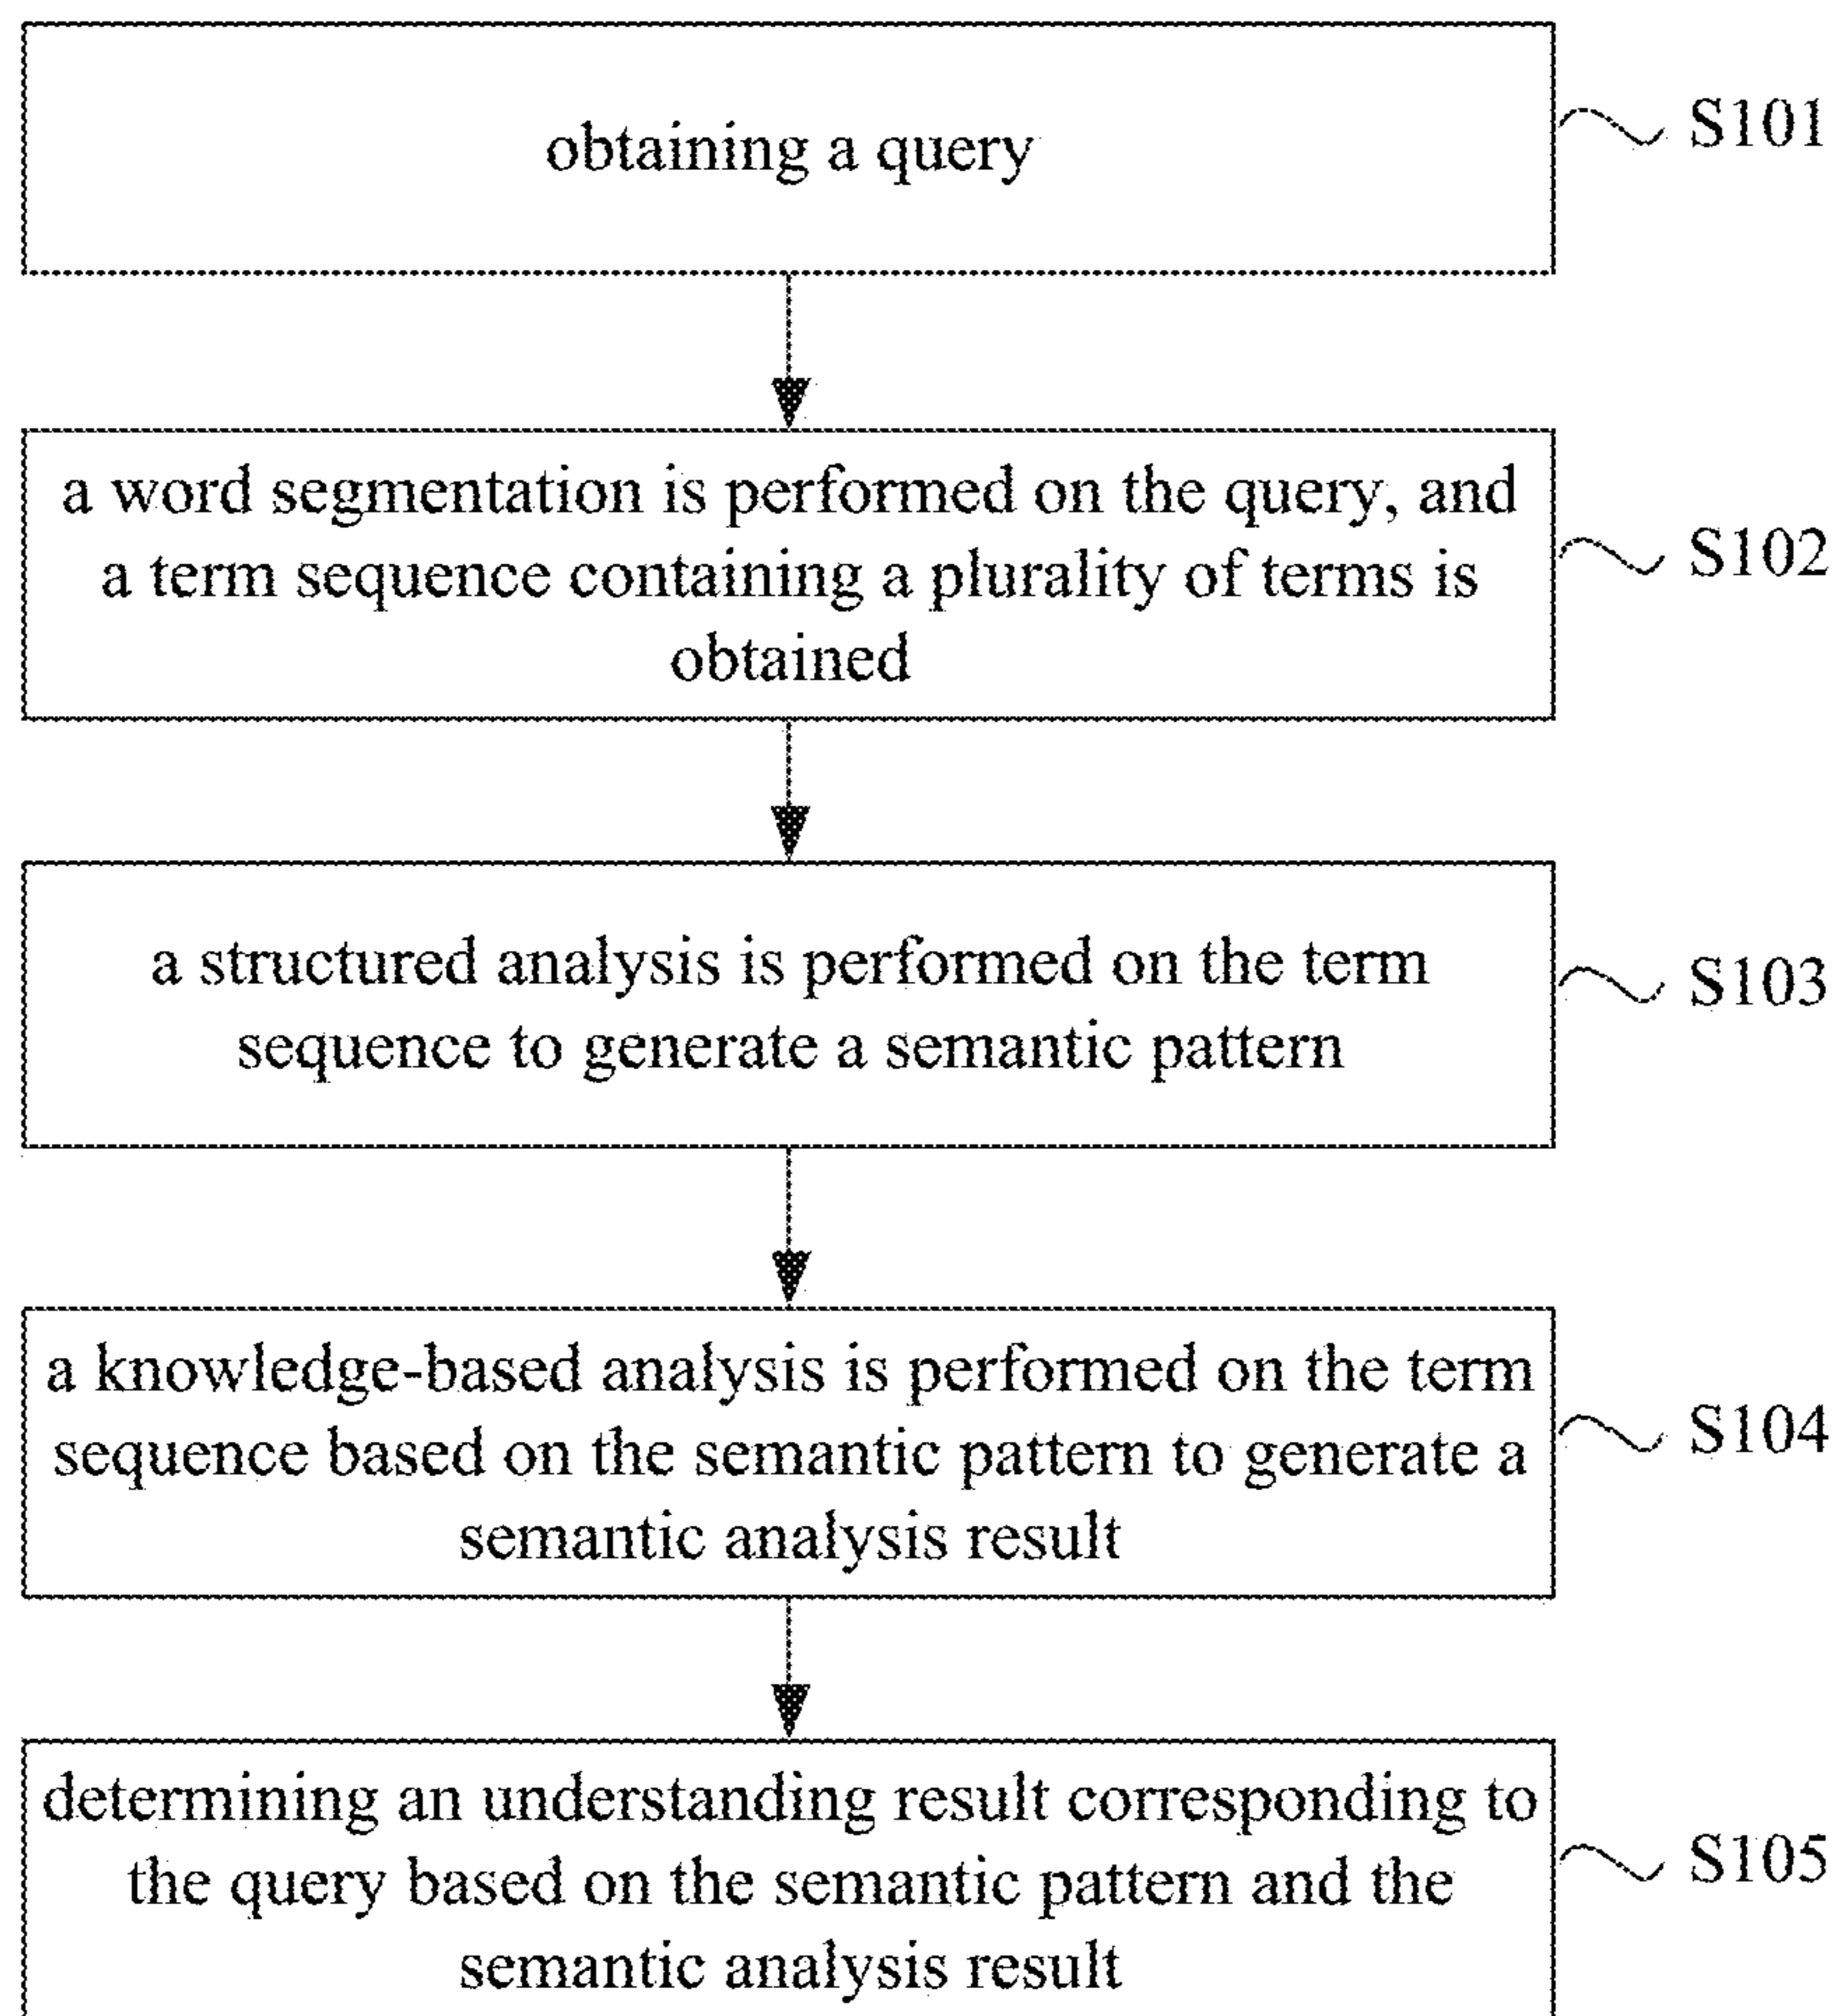 obtaining a query
S101
a word segmentation is performed on the query, and
a term sequence containing a plurality of terms is
obtained
S102
a structured analysis is performed on the term
sequence to generate a semantic pattern
S103
a knowledge-based analysis is performed on the term
sequence based on the semantic pattern to generate a
semantic analysis result
S104
determining an understanding result corresponding to
the query based on the semantic pattern and the
semantic analysis result
S105